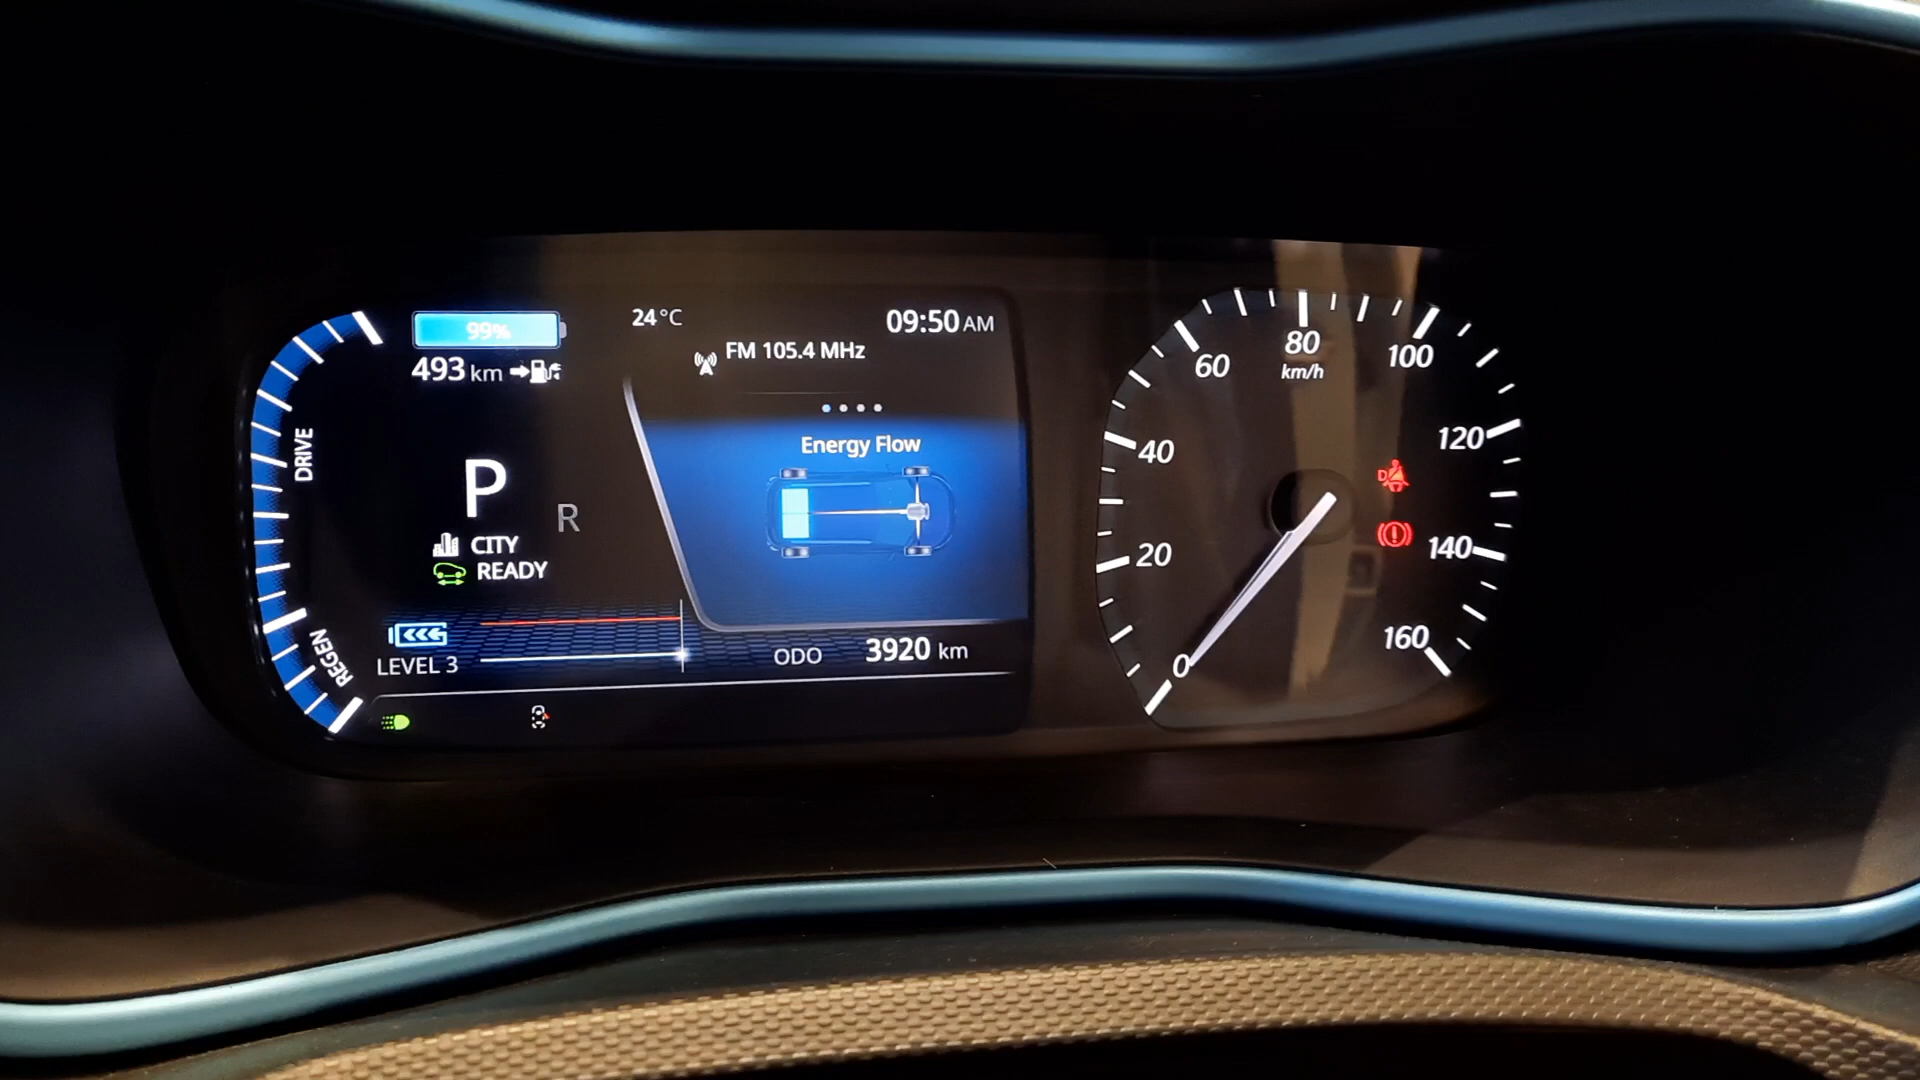 99%
493 km
24°C
09:50 AM
FM 105.4 MHz
Energy Flow
DRIVE
P
R
CITY
READY
REGEN
LEVEL 3
ODO 3920 km
0
20
40
60
80
km/h
100
120
140
160
D